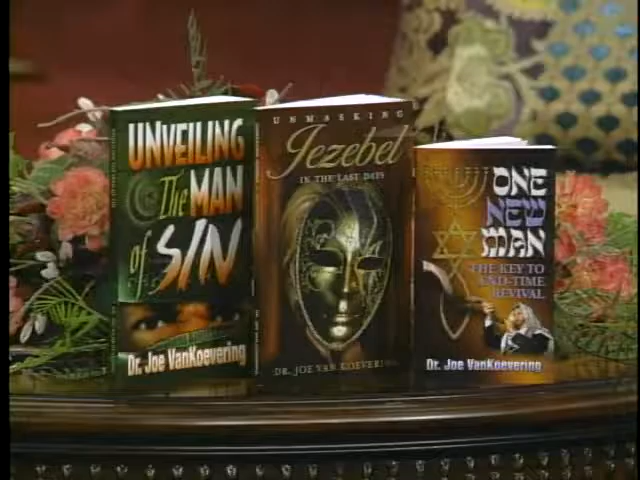 UNVEILING
The MAN
of SIN
Dr. Joe VanKoevering
UNMASKING
Jezebel
IN THE LAST DAYS
DR. JOE VAN KOEVERING
ONE
NEW
MAN
THE KEY TO
END-TIME
REVIVAL
Dr. Joe VanKoevering